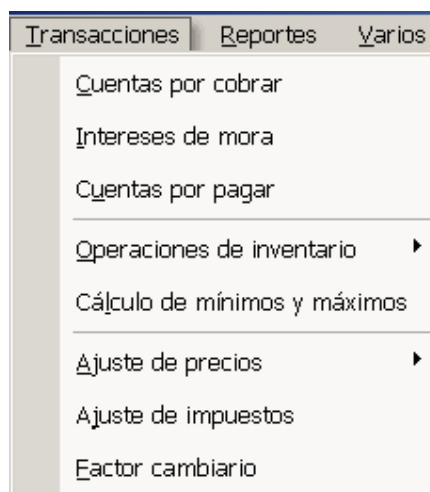 Transacciones Reportes Varios
Cuentas por cobrar
Intereses de mora
Cuentas por pagar
Operaciones de inventario
Cálculo de mínimos y máximos
Ajuste de precios
Ajuste de impuestos
Factor cambiario